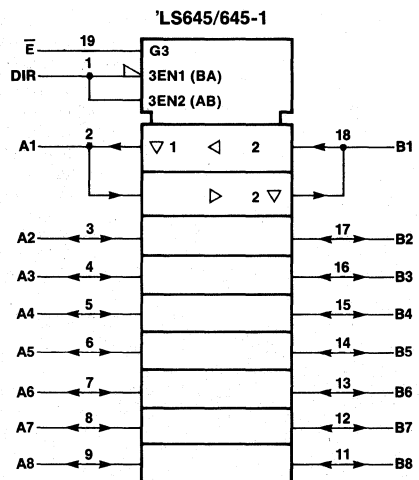 'LS645/645-1
E̅ 19 G3
DIR 1 3EN1 (BA)
3EN2 (AB)
A1 2 ▽ 1 ◁ 2 18 B1
▷ 2 ▽
A2 3 17 B2
A3 4 16 B3
A4 5 15 B4
A5 6 14 B5
A6 7 13 B6
A7 8 12 B7
A8 9 11 B8